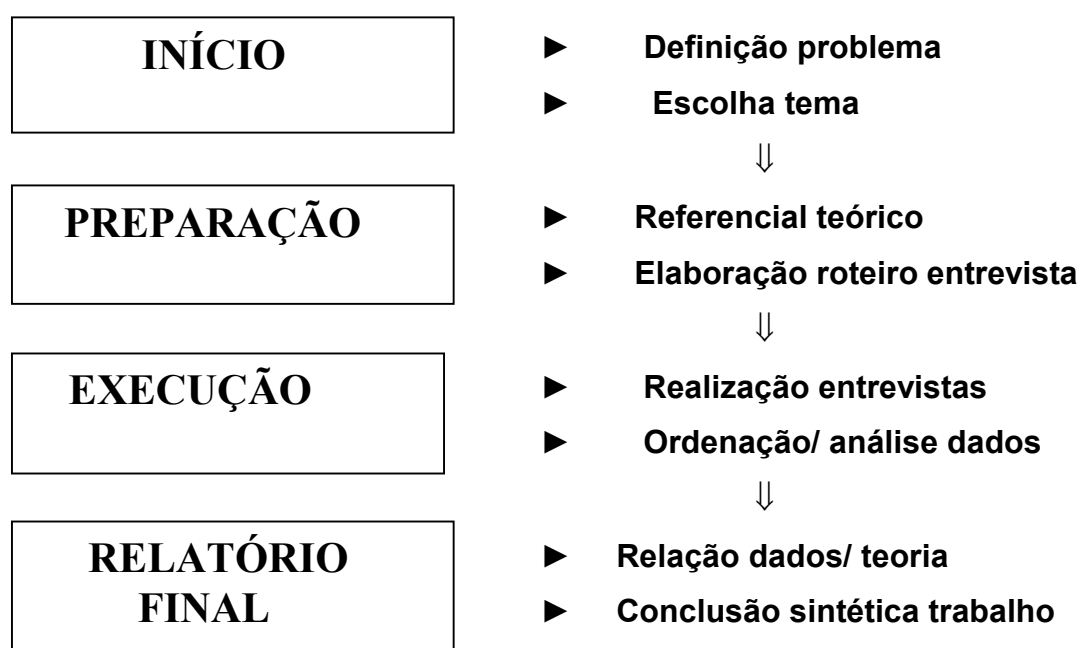 INÍCIO
► Definição problema
► Escolha tema
⇓
PREPARAÇÃO
► Referencial teórico
► Elaboração roteiro entrevista
⇓
EXECUÇÃO
► Realização entrevistas
► Ordenação/ análise dados
⇓
RELATÓRIO
FINAL
► Relação dados/ teoria
► Conclusão sintética trabalho